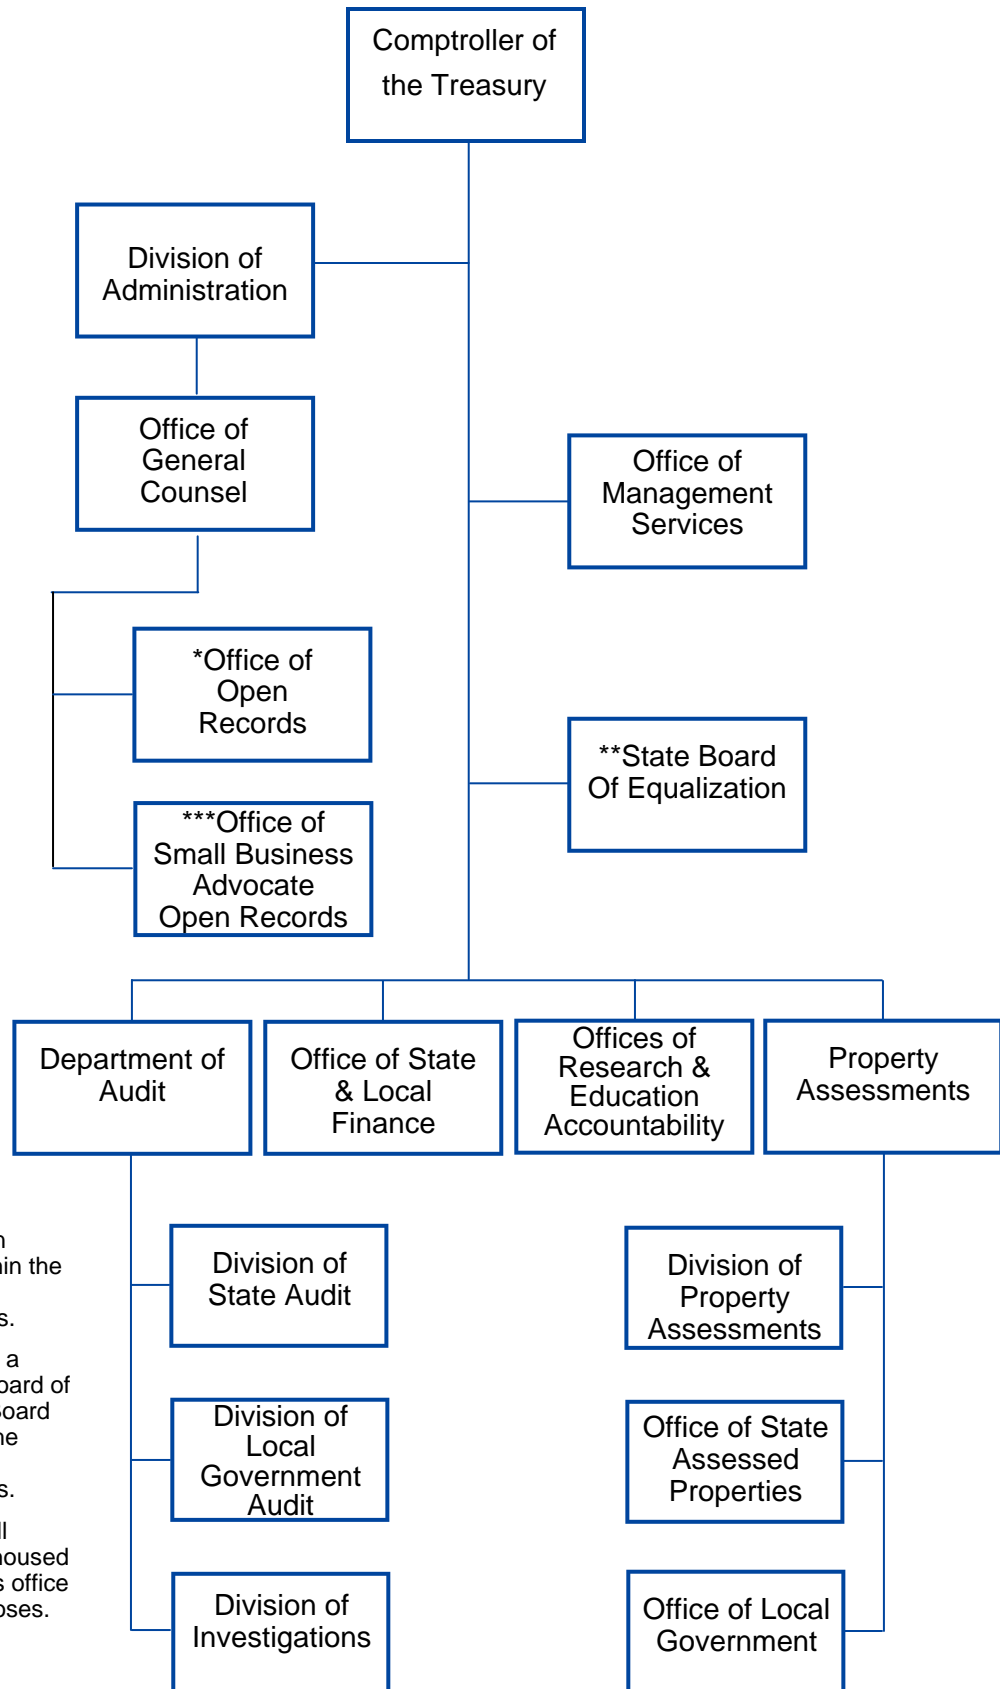 Comptroller of
the Treasury
Division of
Administration
Office of
General
Counsel
Office of
Management
Services
*Office of
Open
Records
**State Board
Of Equalization
***Office of
Small Business
Advocate
Open Records
Department of
Audit
Office of State
& Local
Finance
Offices of
Research &
Education
Accountability
Property
Assessments
Division of
State Audit
Division of
Local
Government
Audit
Division of
Investigations
Division of
Property
Assessments
Office of State
Assessed
Properties
Office of Local
Government
the
s.
a
of
s.
office